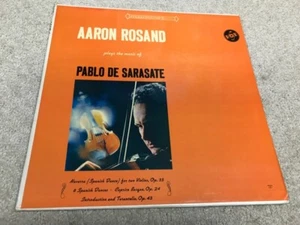 AARON ROSAND
plays the music of
PABLO DE SARASATE
Navarra (Spanish Dance) for two Violins, Op. 33
6 Spanish Dances - Caprice Basque, Op. 24
Introduction and Tarantella, Op. 43